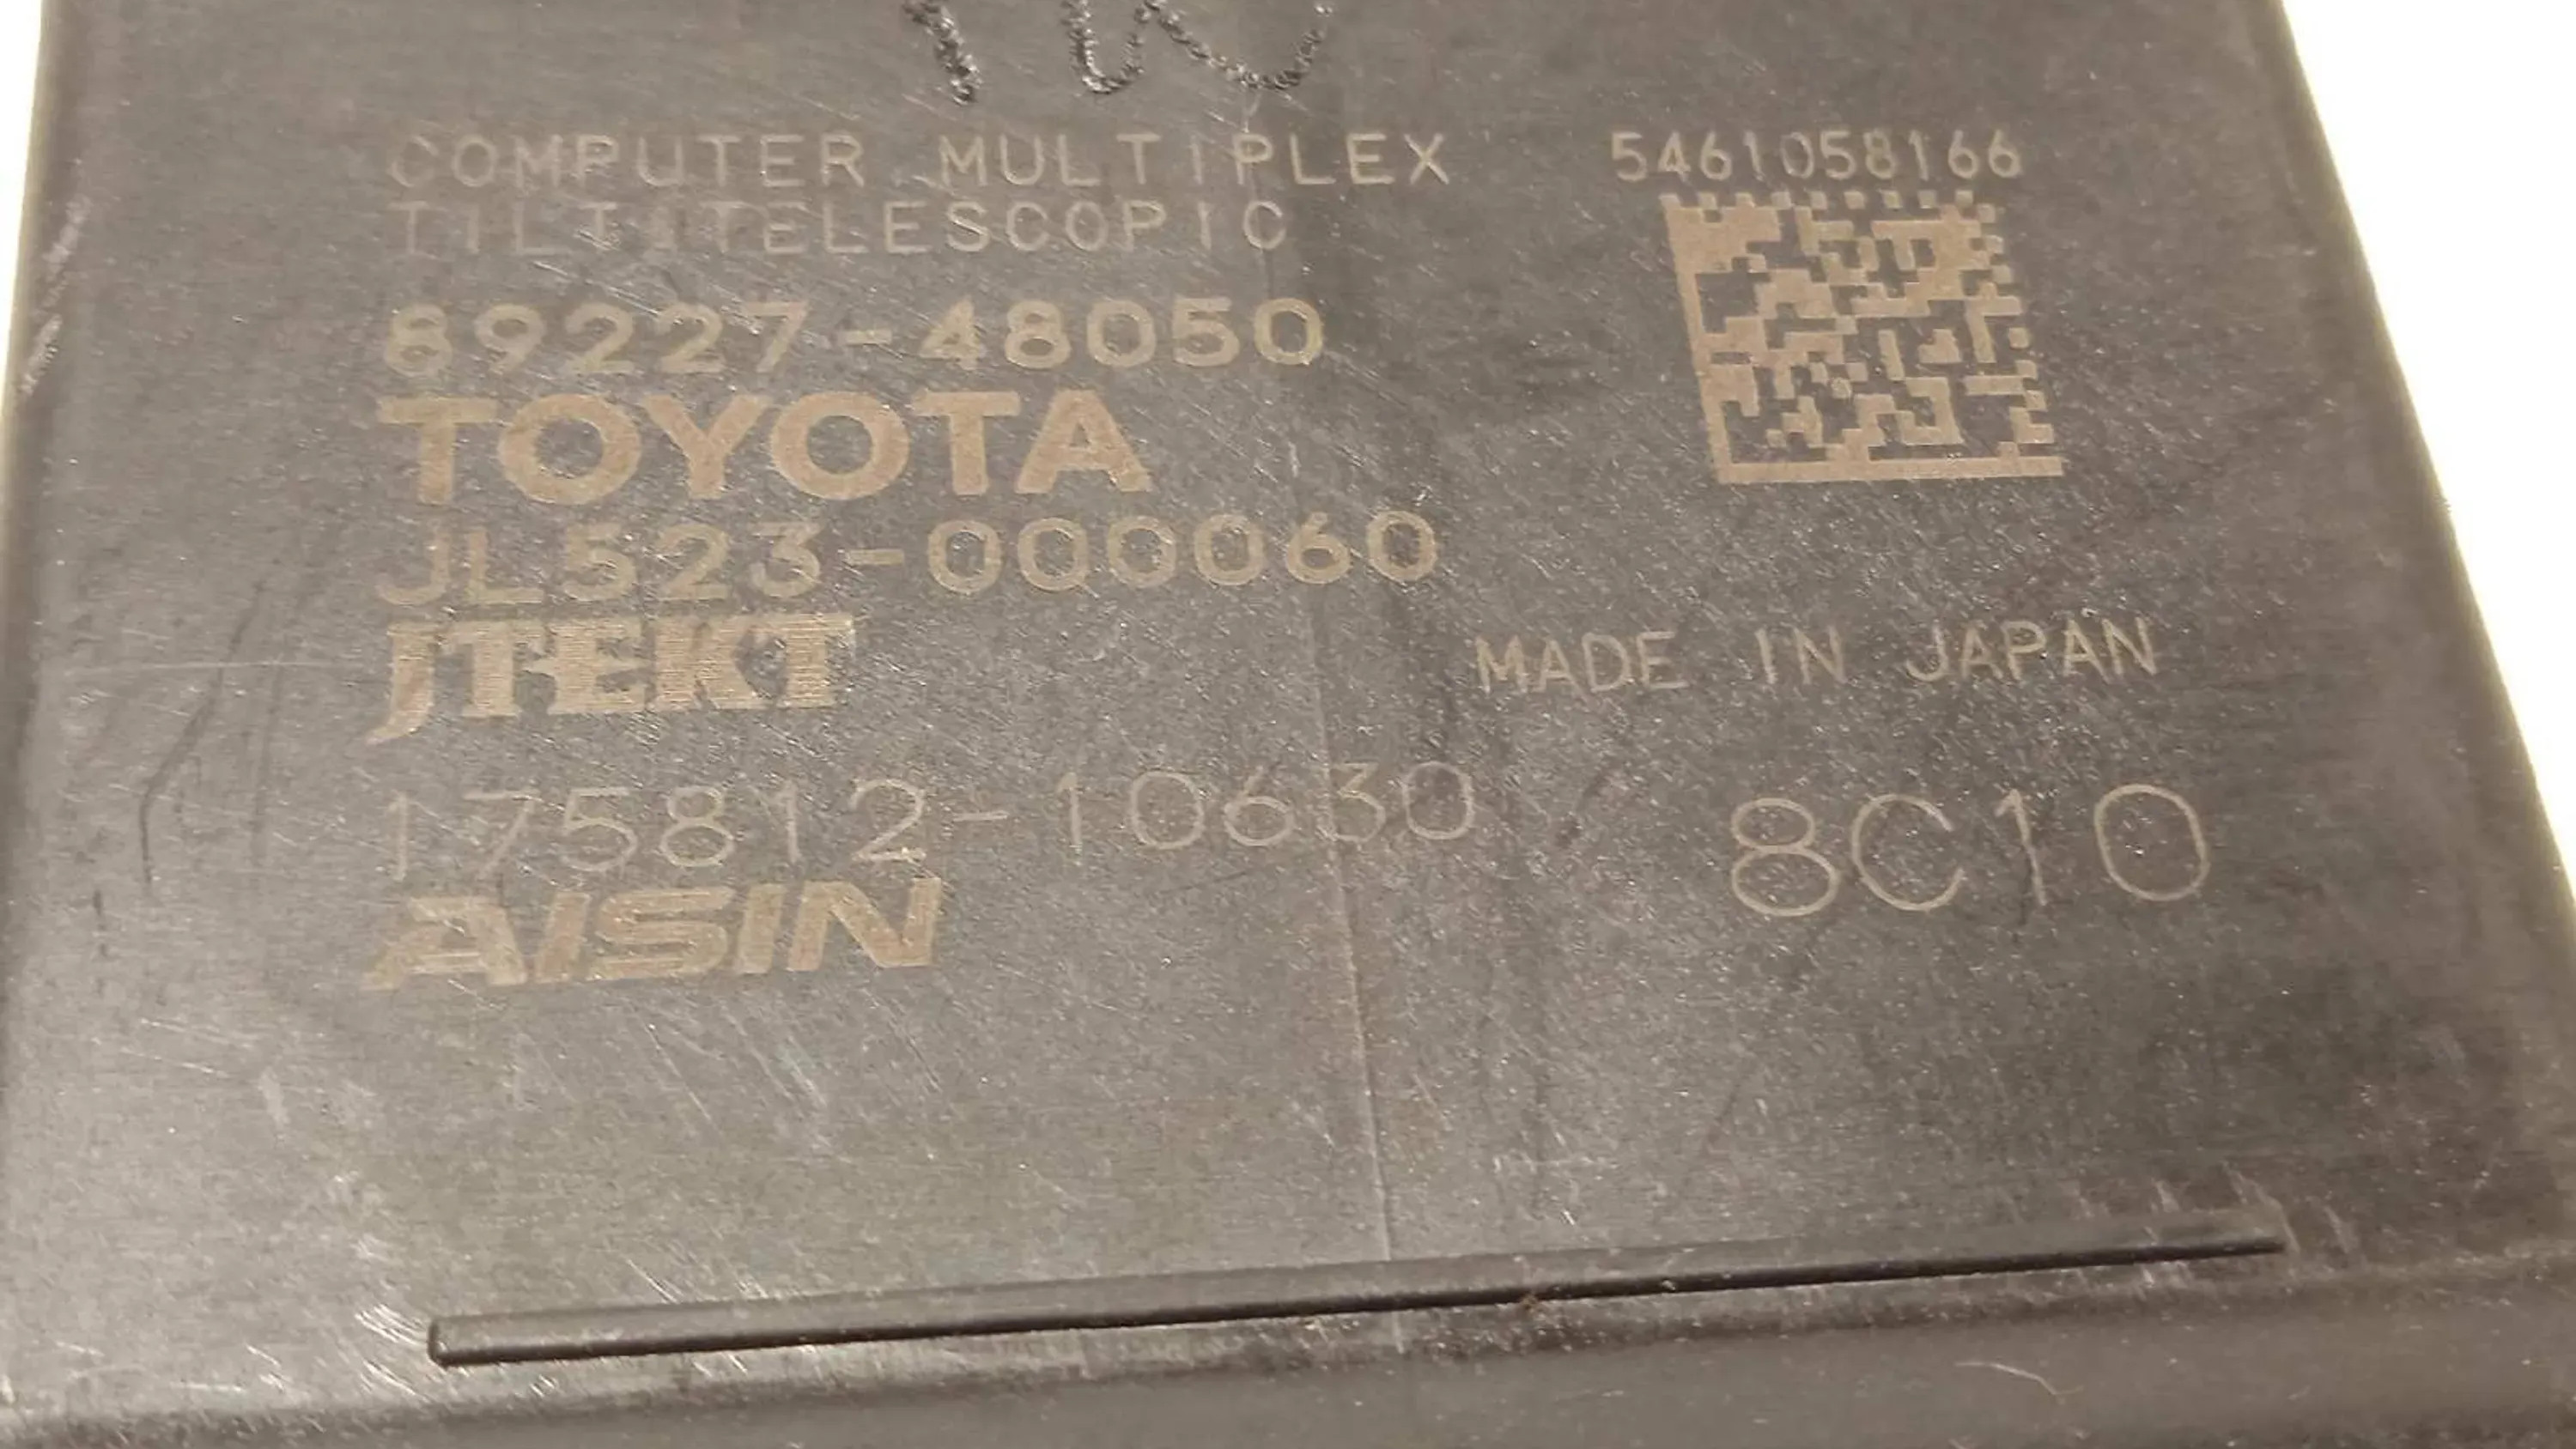 COMPUTER MULTIPLEX
TILT&TELESCOPIC
5461058166
89227-48050
TOYOTA
JL523-000060
JTEKT
MADE IN JAPAN
175812-10630
8C10
AISIN